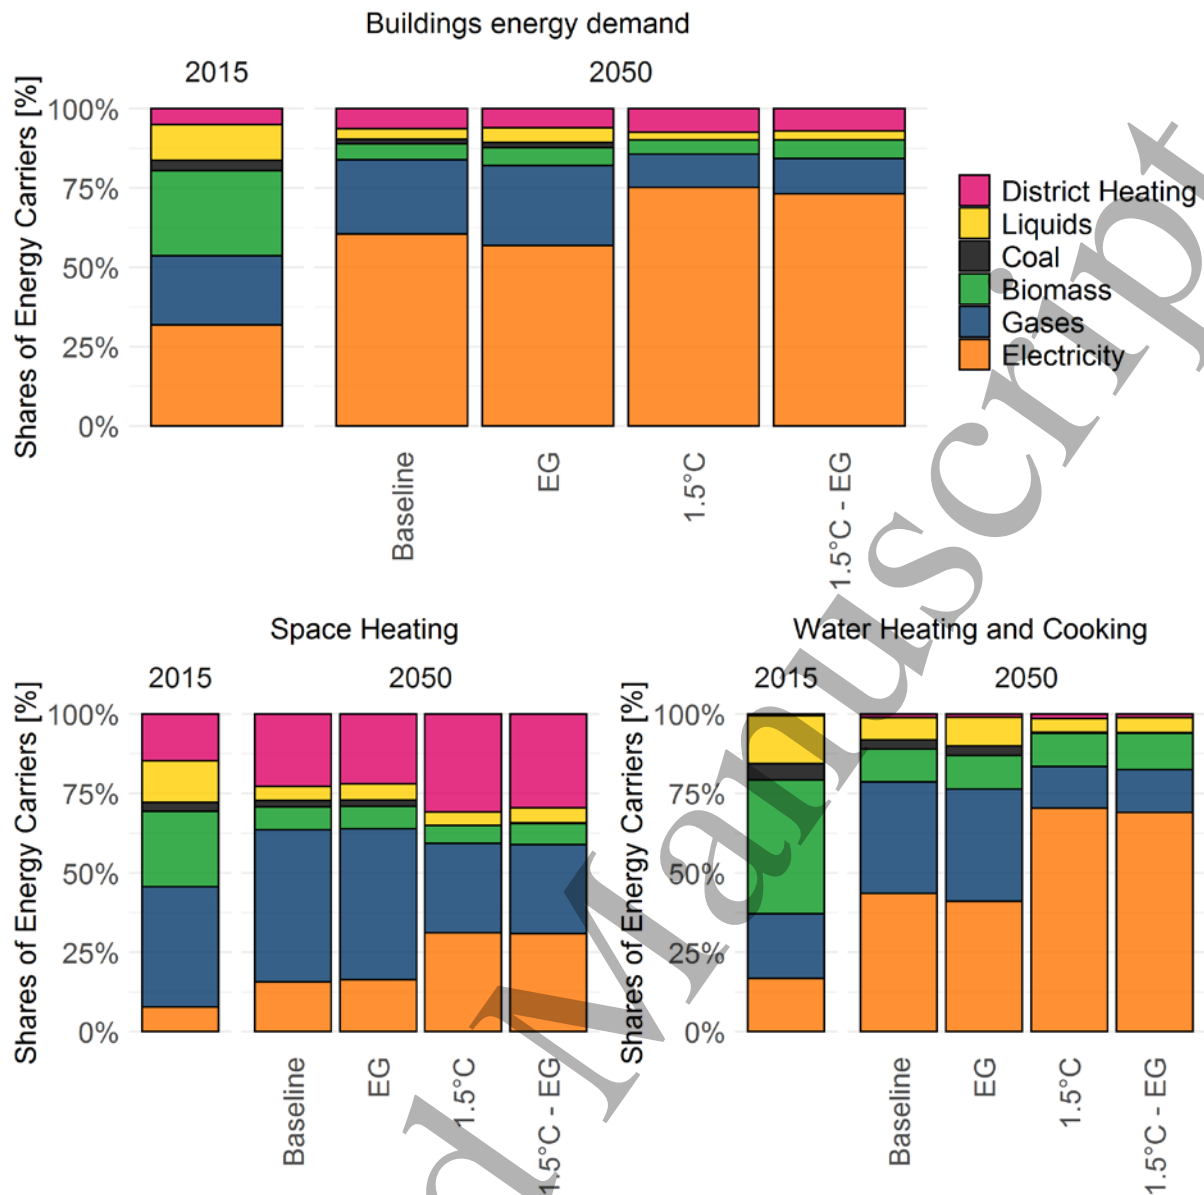 Buildings energy demand
2015 2050
Shares of Energy Carriers [%]
100%
75%
50%
25%
0%
Baseline
EG
1.5°C
1.5°C - EG
District Heating
Liquids
Coal
Biomass
Gases
Electricity
Space Heating
2015 2050
Shares of Energy Carriers [%]
100%
75%
50%
25%
0%
Baseline
EG
1.5°C
1.5°C - EG
Water Heating and Cooking
2015 2050
Shares of Energy Carriers [%]
100%
75%
50%
25%
0%
Baseline
EG
1.5°C
1.5°C - EG
d Manuscript